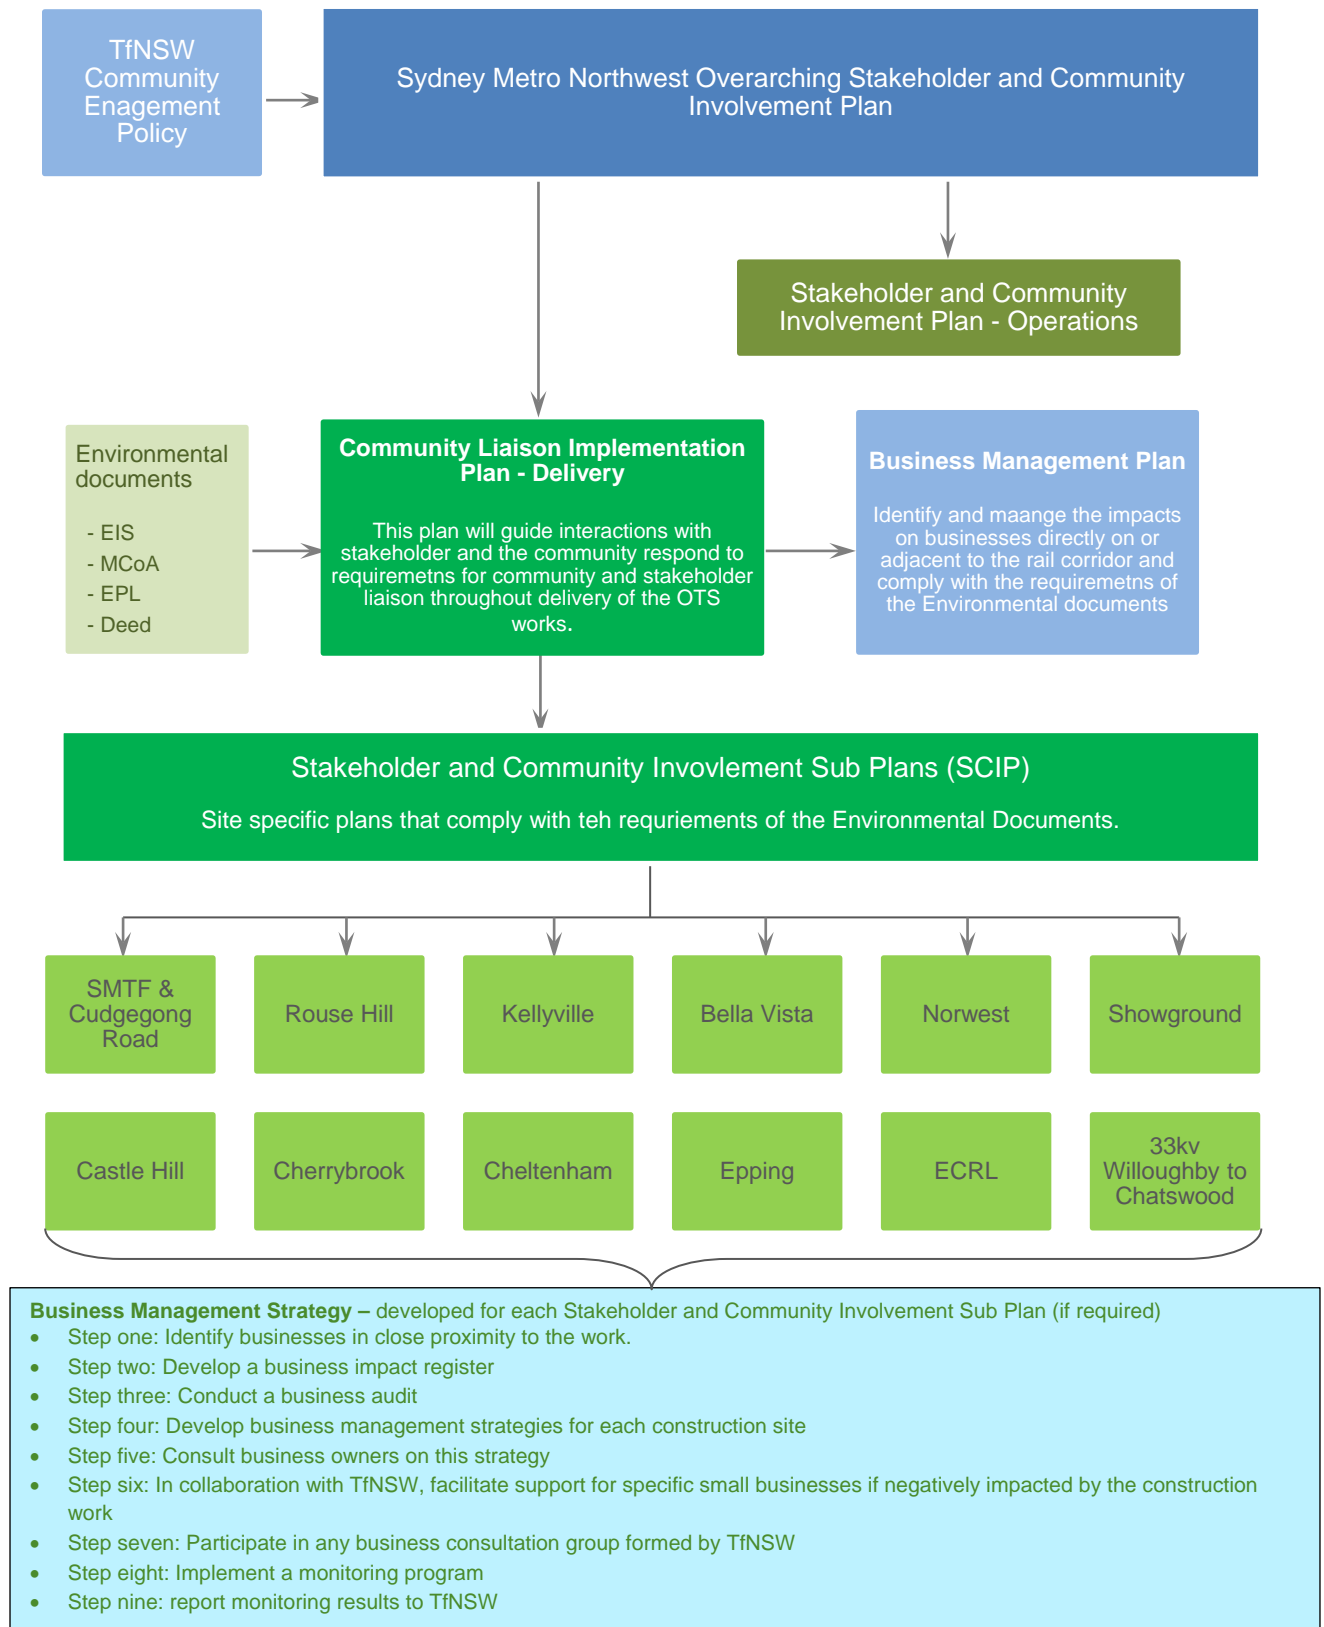 TfNSW
Community
Enagement
Policy
Sydney Metro Northwest Overarching Stakeholder and Community
Involvement Plan
Stakeholder and Community
Involvement Plan - Operations
Environmental
documents
- EIS
- MCoA
- EPL
- Deed
Community Liaison Implementation
Plan - Delivery
This plan will guide interactions with
stakeholder and the community respond to
requiremetns for community and stakeholder
liaison throughout delivery of the OTS
works.
Business Management Plan
Identify and maange the impacts
on businesses directly on or
adjacent to the rail corridor and
comply with the requiremetns of
the Environmental documents
Stakeholder and Community Invovlement Sub Plans (SCIP)
Site specific plans that comply with teh requriements of the Environmental Documents.
SMTF &
Cudgegong
Road
Rouse Hill
Kellyville
Bella Vista
Norwest
Showground
Castle Hill
Cherrybrook
Cheltenham
Epping
ECRL
33kv
Willoughby to
Chatswood
Business Management Strategy – developed for each Stakeholder and Community Involvement Sub Plan (if required)
• Step one: Identify businesses in close proximity to the work.
• Step two: Develop a business impact register
• Step three: Conduct a business audit
• Step four: Develop business management strategies for each construction site
• Step five: Consult business owners on this strategy
• Step six: In collaboration with TfNSW, facilitate support for specific small businesses if negatively impacted by the construction
work
• Step seven: Participate in any business consultation group formed by TfNSW
• Step eight: Implement a monitoring program
• Step nine: report monitoring results to TfNSW